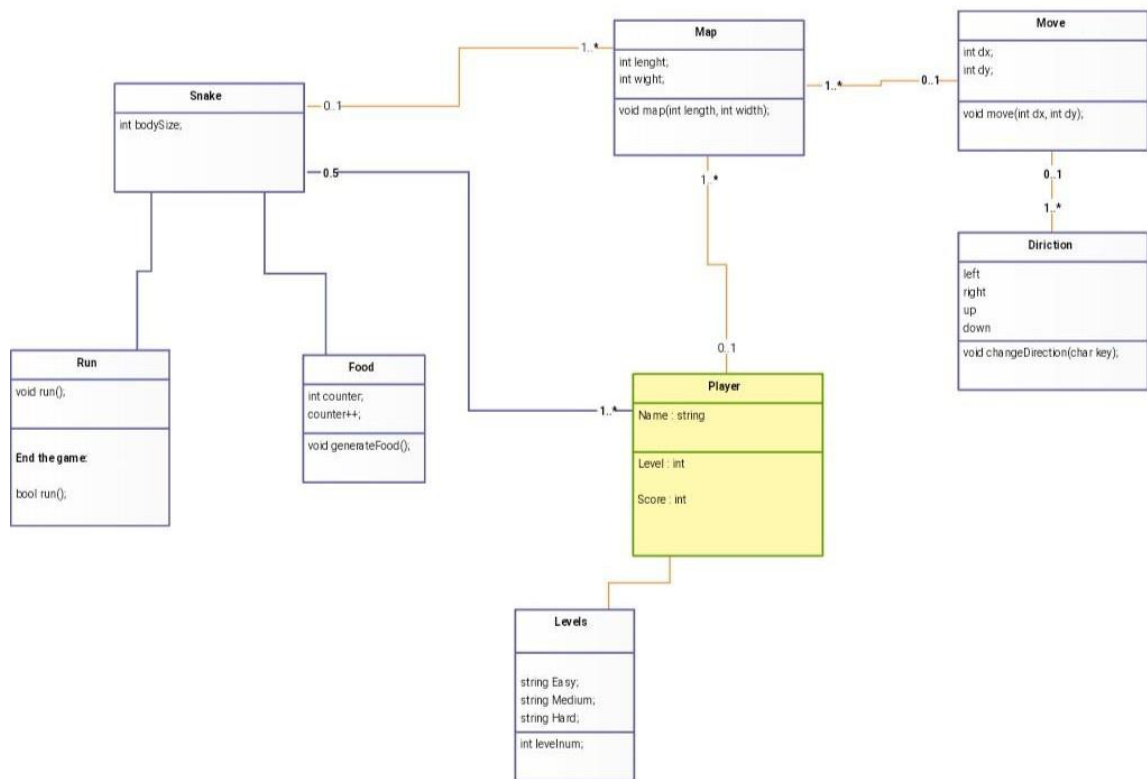 Map
int lenght;
int wight;
void map(int length, int width);
1..*
1..*
1..*
Move
int dx;
int dy;
void move(int dx, int dy);
0..1
0..1
1..*
Snake
int bodySize;
0..1
0.5
Diriction
left
right
up
down
void changeDirection(char key);
Run
void run();
End the game:
bool run();
Food
int counter;
counter++;
void generateFood();
0..1
1..*
Player
Name : string
Level : int
Score : int
Levels
string Easy;
string Medium;
string Hard;
int levelnum;